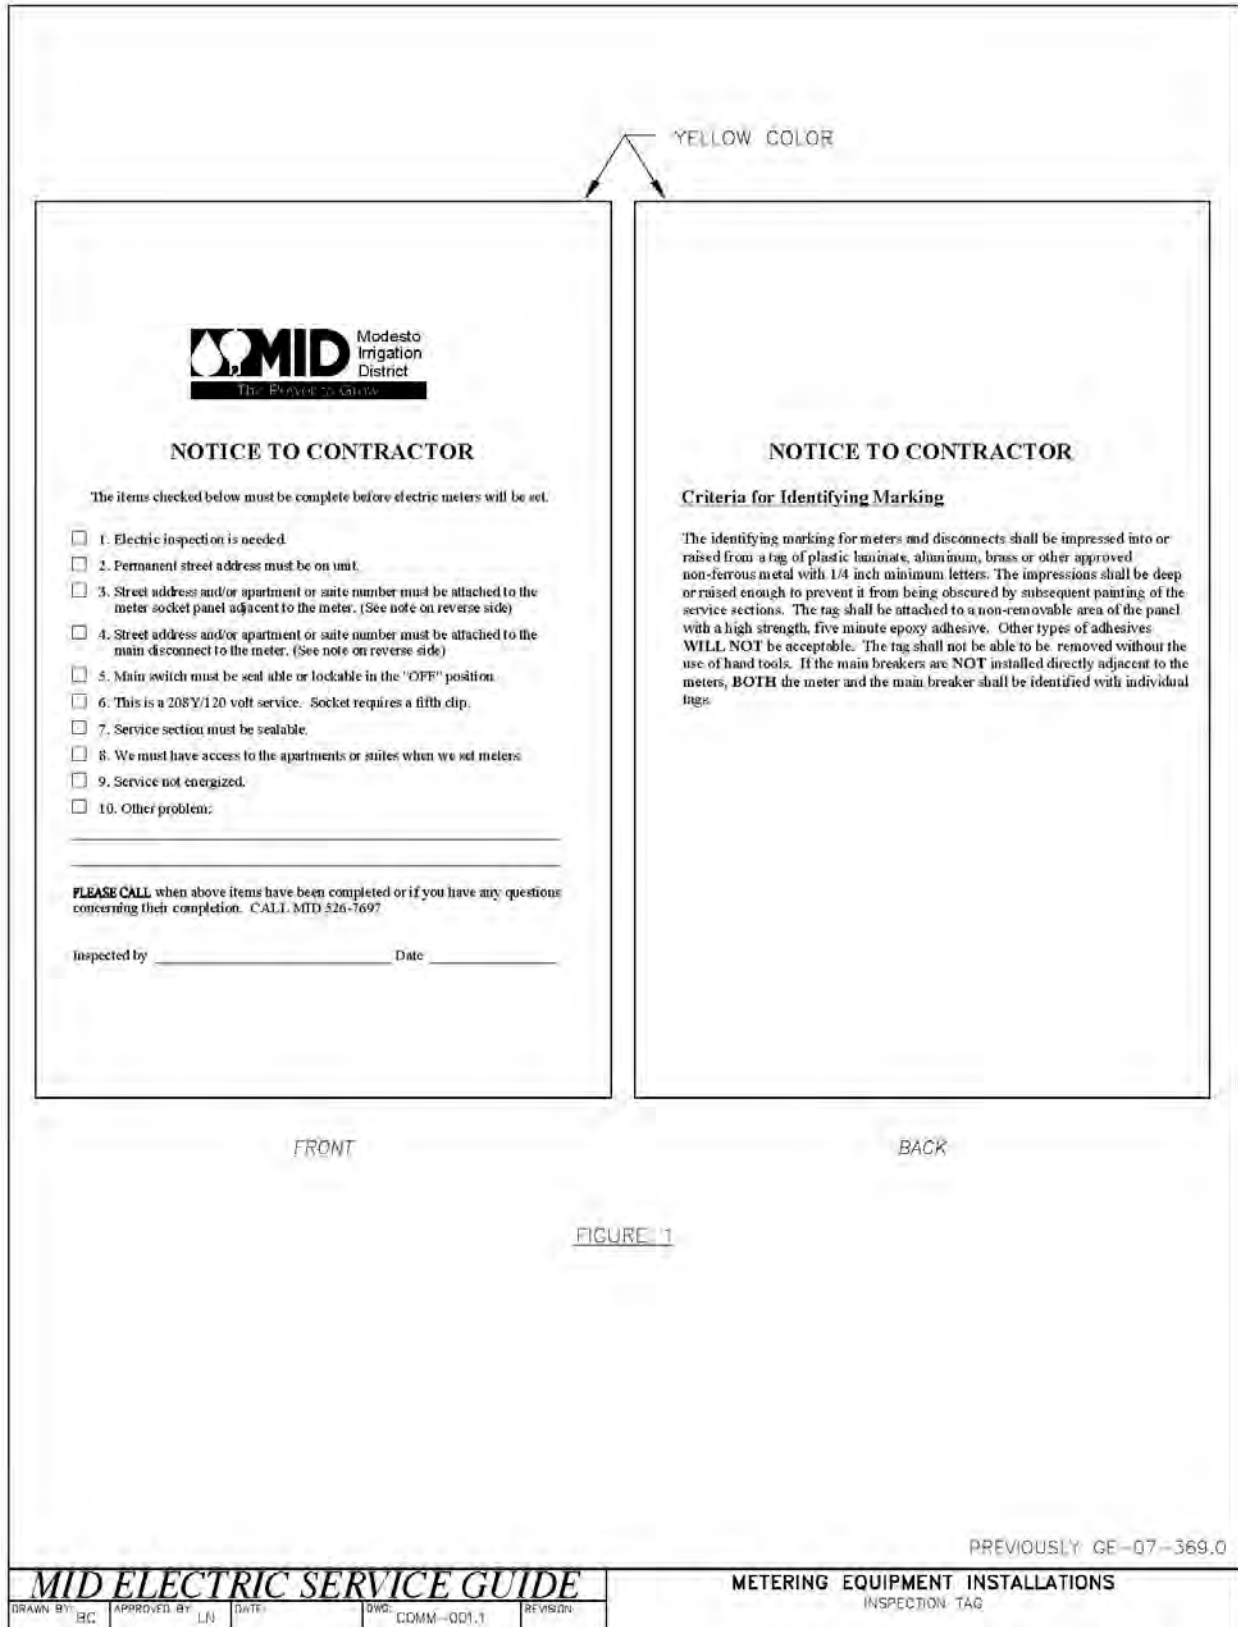 YELLOW COLOR
MID
Modesto
Irrigation
District
The Power to Grow
NOTICE TO CONTRACTOR
The items checked below must be complete before electric meters will be set.
1. Electric inspection is needed.
2. Permanent street address must be on unit.
3. Street address and/or apartment or suite number must be attached to the
meter socket panel adjacent to the meter. (See note on reverse side)
4. Street address and/or apartment or suite number must be attached to the
main disconnect to the meter. (See note on reverse side)
5. Main switch must be seal able or lockable in the "OFF" position.
6. This is a 208Y/120 volt service. Socket requires a fifth clip.
7. Service section must be sealable.
8. We must have access to the apartments or suites when we set meters.
9. Service not energized.
10. Other problem:
PLEASE CALL when above items have been completed or if you have any questions
concerning their completion. CALL MID 526-7697
Inspected by Date
FRONT
NOTICE TO CONTRACTOR
Criteria for Identifying Marking
The identifying marking for meters and disconnects shall be impressed into or
raised from a tag of plastic laminate, aluminum, brass or other approved
non-ferrous metal with 1/4 inch minimum letters. The impressions shall be deep
or raised enough to prevent it from being obscured by subsequent painting of the
service sections. The tag shall be attached to a non-removable area of the panel
with a high strength, five minute epoxy adhesive. Other types of adhesives
WILL NOT be acceptable. The tag shall not be able to be removed without the
use of hand tools. If the main breakers are NOT installed directly adjacent to the
meters, BOTH the meter and the main breaker shall be identified with individual
tags.
BACK
FIGURE 1
PREVIOUSLY GE-07-369.0
MID ELECTRIC SERVICE GUIDE
DRAWN BY: BC
APPROVED BY: LN
DATE:
DWG: COMM-001.1
REVISION:
METERING EQUIPMENT INSTALLATIONS
INSPECTION TAG